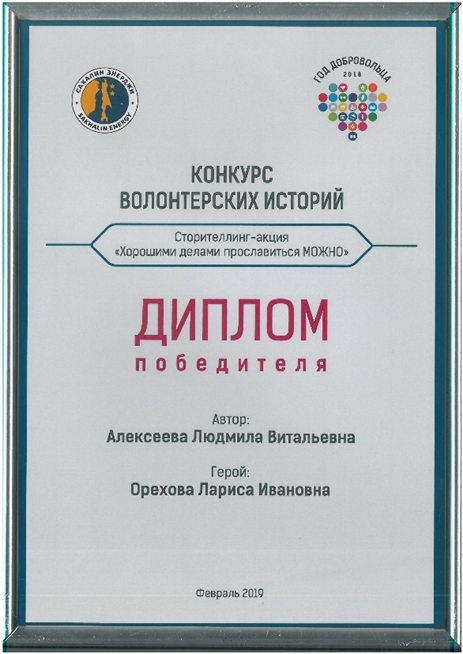 САХАЛИН ЭНЕРДЖИ
SAKHALIN ENERGY
ГОД ДОБРОВОЛЬЦА
2018
КОНКУРС
ВОЛОНТЕРСКИХ ИСТОРИЙ
Сторителлинг-акция
«Хорошими делами прославиться МОЖНО»
ДИПЛОМ
победителя
Автор:
Алексеева Людмила Витальевна
Герой:
Орехова Лариса Ивановна
Февраль 2019